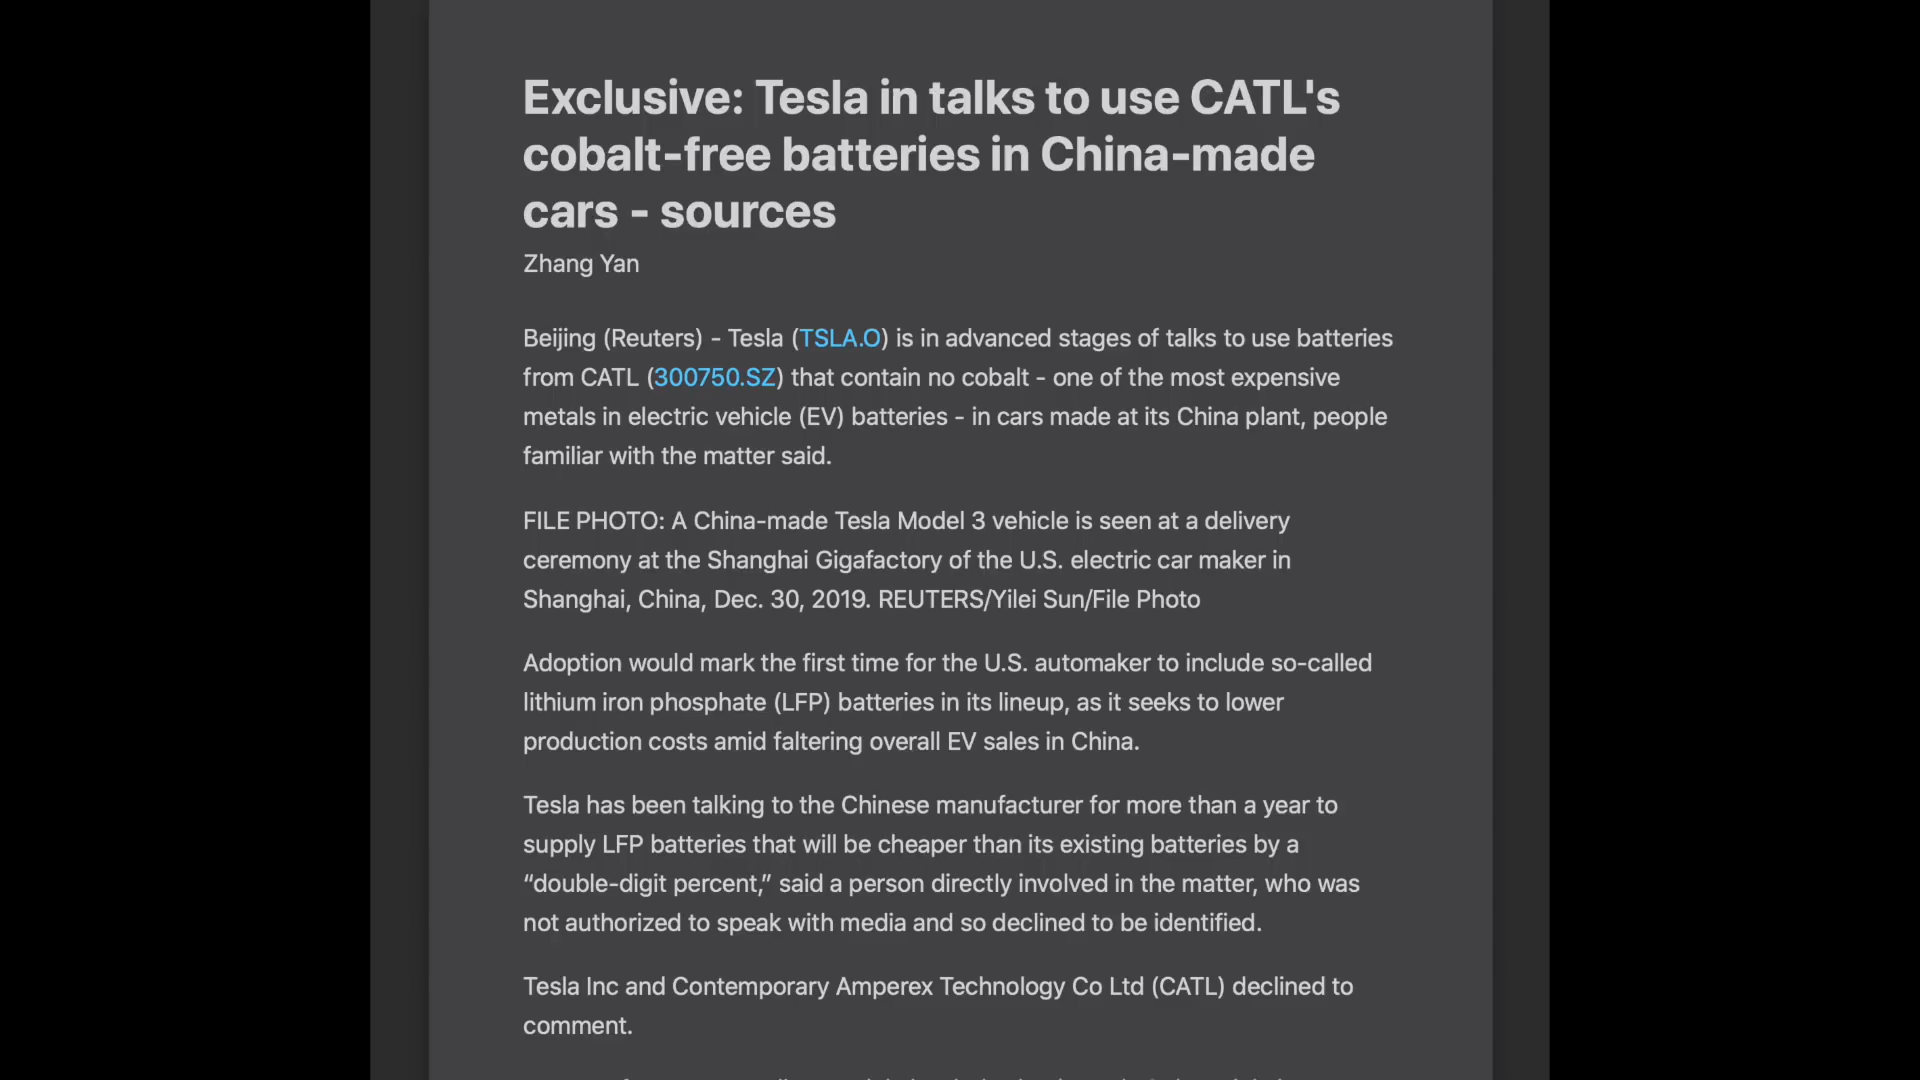 Exclusive: Tesla in talks to use CATL's
cobalt-free batteries in China-made
cars - sources
Zhang Yan
Beijing (Reuters) - Tesla (TSLA.O) is in advanced stages of talks to use batteries
from CATL (300750.SZ) that contain no cobalt - one of the most expensive
metals in electric vehicle (EV) batteries - in cars made at its China plant, people
familiar with the matter said.
FILE PHOTO: A China-made Tesla Model 3 vehicle is seen at a delivery
ceremony at the Shanghai Gigafactory of the U.S. electric car maker in
Shanghai, China, Dec. 30, 2019. REUTERS/Yilei Sun/File Photo
Adoption would mark the first time for the U.S. automaker to include so-called
lithium iron phosphate (LFP) batteries in its lineup, as it seeks to lower
production costs amid faltering overall EV sales in China.
Tesla has been talking to the Chinese manufacturer for more than a year to
supply LFP batteries that will be cheaper than its existing batteries by a
“double-digit percent,” said a person directly involved in the matter, who was
not authorized to speak with media and so declined to be identified.
Tesla Inc and Contemporary Amperex Technology Co Ltd (CATL) declined to
comment.